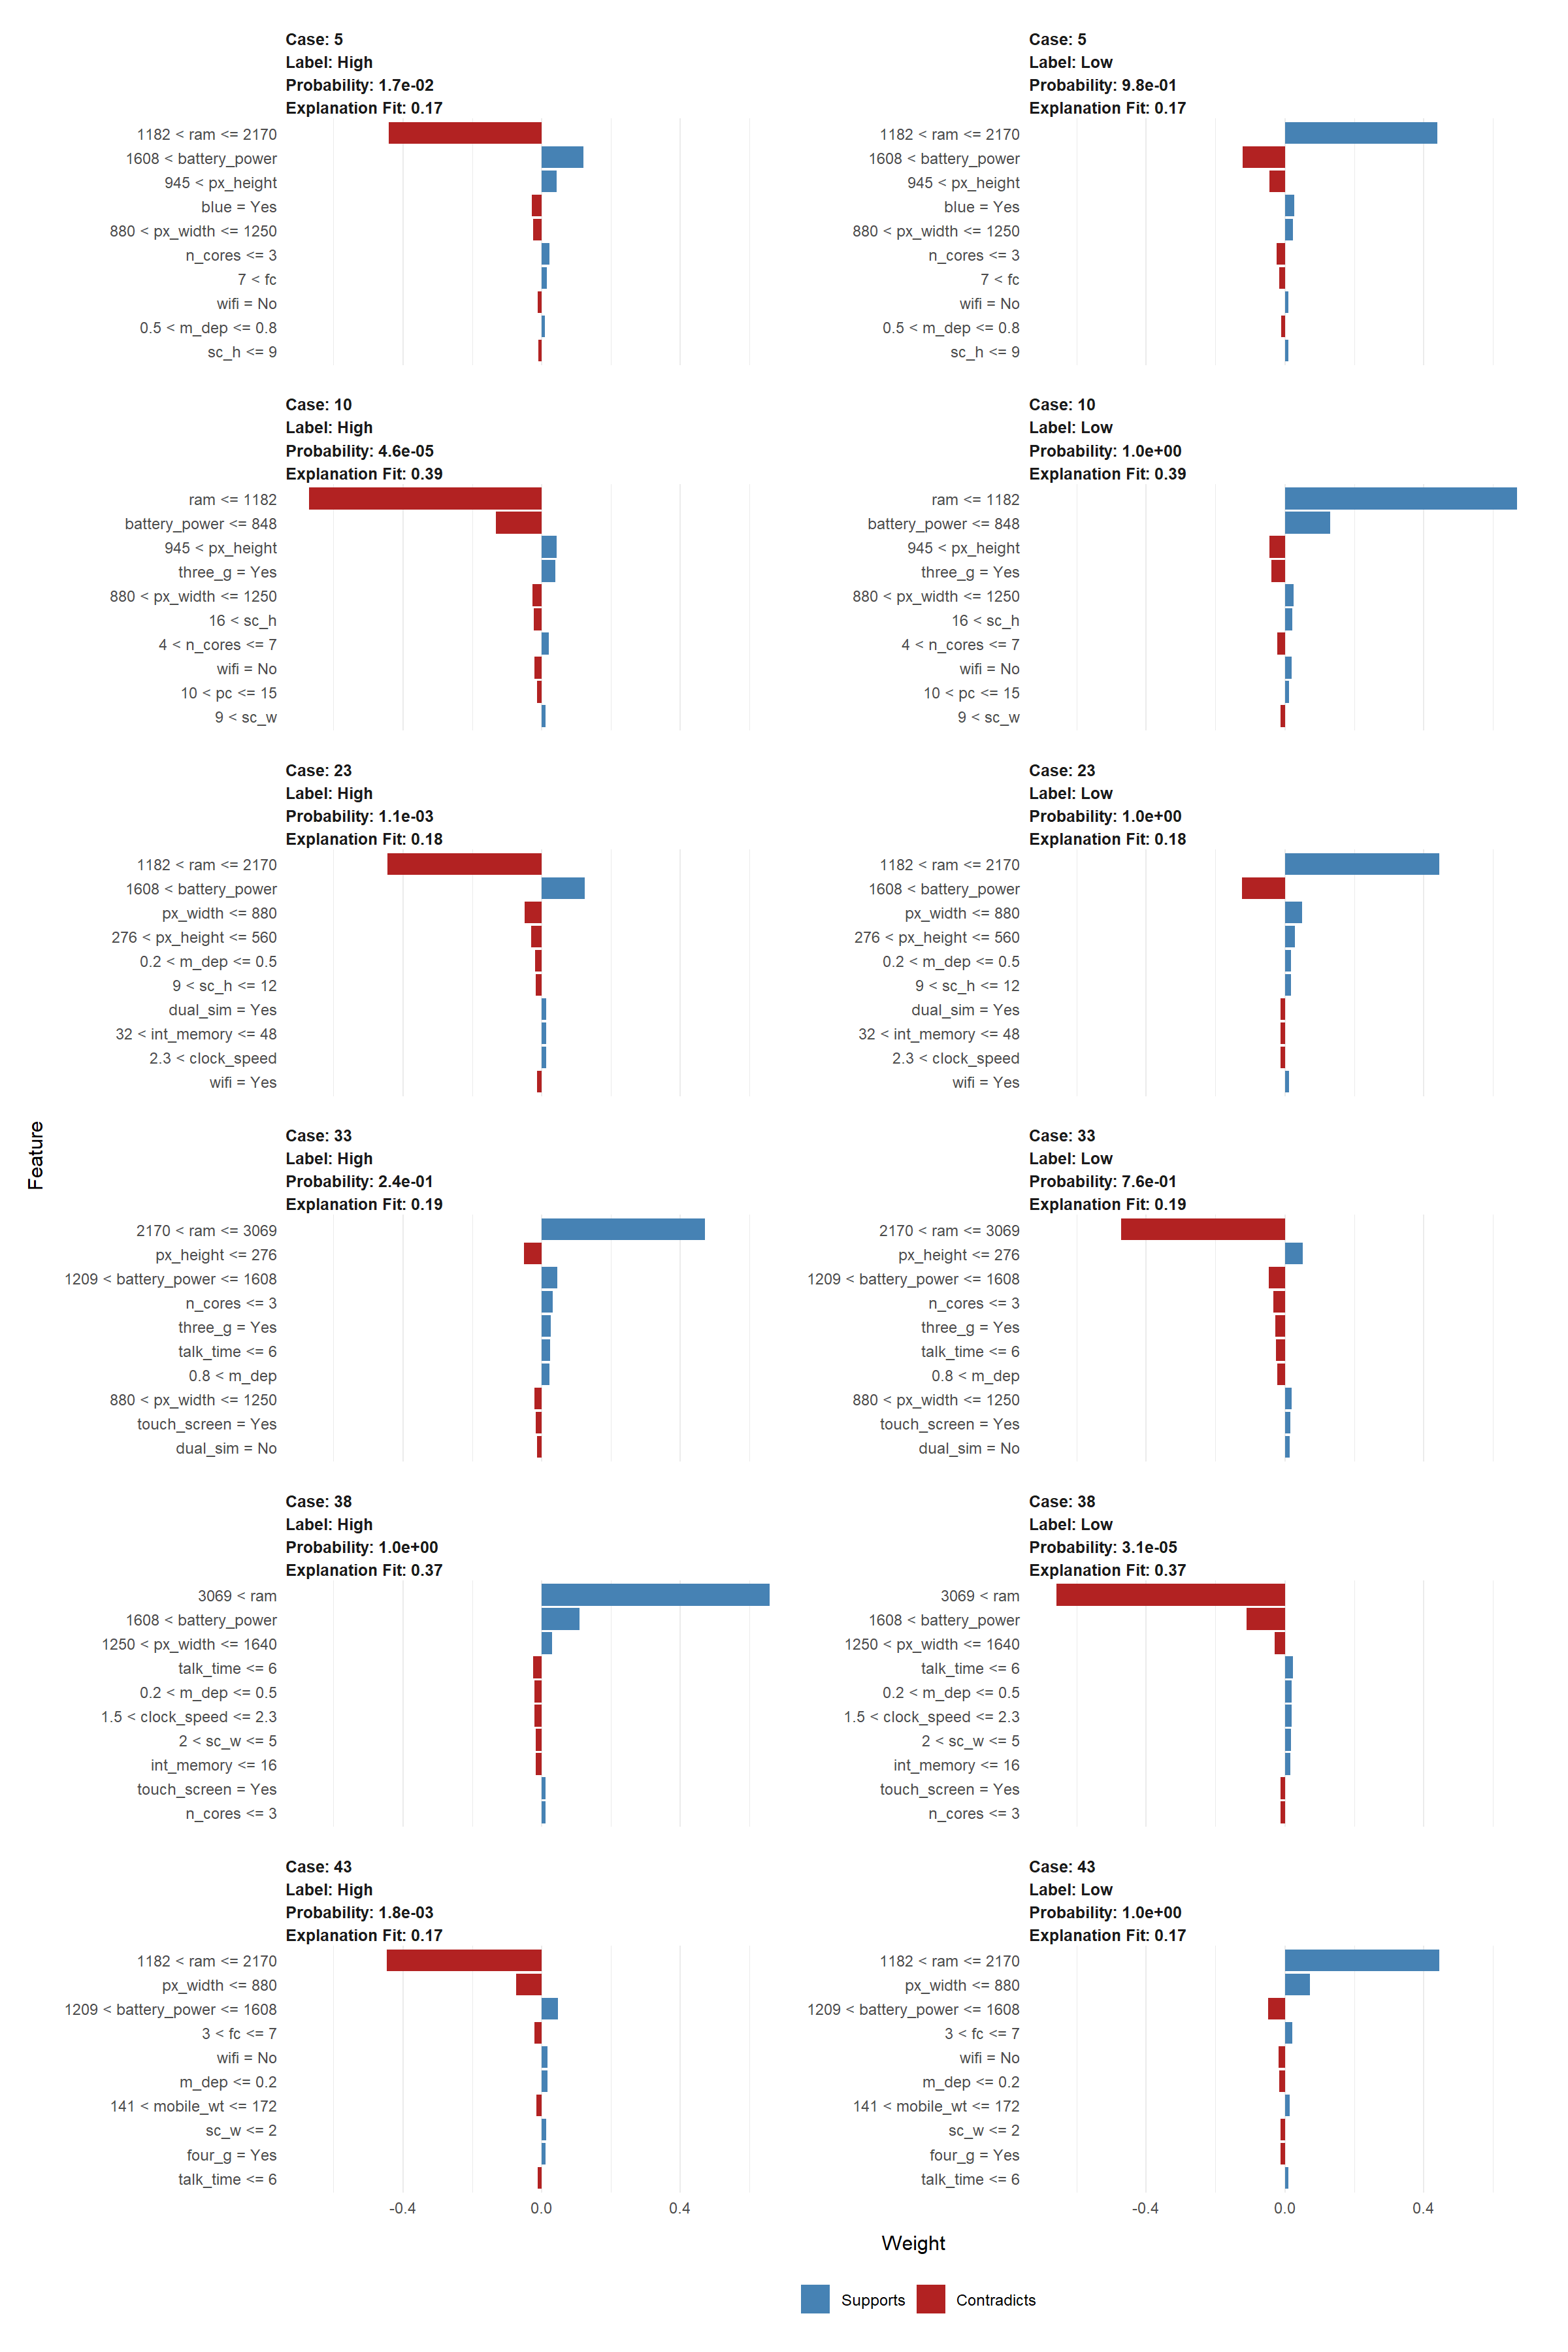 Case: 5
Label: High
Probability: 1.7e-02
Explanation Fit: 0.17
1182 < ram <= 2170
1608 < battery_power
945 < px_height
blue = Yes
880 < px_width <= 1250
n_cores <= 3
7 < fc
wifi = No
0.5 < m_dep <= 0.8
sc_h <= 9
Case: 5
Label: Low
Probability: 9.8e-01
Explanation Fit: 0.17
1182 < ram <= 2170
1608 < battery_power
945 < px_height
blue = Yes
880 < px_width <= 1250
n_cores <= 3
7 < fc
wifi = No
0.5 < m_dep <= 0.8
sc_h <= 9
Case: 10
Label: High
Probability: 4.6e-05
Explanation Fit: 0.39
ram <= 1182
battery_power <= 848
945 < px_height
three_g = Yes
880 < px_width <= 1250
16 < sc_h
4 < n_cores <= 7
wifi = No
10 < pc <= 15
9 < sc_w
Case: 10
Label: Low
Probability: 1.0e+00
Explanation Fit: 0.39
ram <= 1182
battery_power <= 848
945 < px_height
three_g = Yes
880 < px_width <= 1250
16 < sc_h
4 < n_cores <= 7
wifi = No
10 < pc <= 15
9 < sc_w
Case: 23
Label: High
Probability: 1.1e-03
Explanation Fit: 0.18
1182 < ram <= 2170
1608 < battery_power
px_width <= 880
276 < px_height <= 560
0.2 < m_dep <= 0.5
9 < sc_h <= 12
dual_sim = Yes
32 < int_memory <= 48
2.3 < clock_speed
wifi = Yes
Case: 23
Label: Low
Probability: 1.0e+00
Explanation Fit: 0.18
1182 < ram <= 2170
1608 < battery_power
px_width <= 880
276 < px_height <= 560
0.2 < m_dep <= 0.5
9 < sc_h <= 12
dual_sim = Yes
32 < int_memory <= 48
2.3 < clock_speed
wifi = Yes
Feature
Case: 33
Label: High
Probability: 2.4e-01
Explanation Fit: 0.19
2170 < ram <= 3069
px_height <= 276
1209 < battery_power <= 1608
n_cores <= 3
three_g = Yes
talk_time <= 6
0.8 < m_dep
880 < px_width <= 1250
touch_screen = Yes
dual_sim = No
Case: 33
Label: Low
Probability: 7.6e-01
Explanation Fit: 0.19
2170 < ram <= 3069
px_height <= 276
1209 < battery_power <= 1608
n_cores <= 3
three_g = Yes
talk_time <= 6
0.8 < m_dep
880 < px_width <= 1250
touch_screen = Yes
dual_sim = No
Case: 38
Label: High
Probability: 1.0e+00
Explanation Fit: 0.37
3069 < ram
1608 < battery_power
1250 < px_width <= 1640
talk_time <= 6
0.2 < m_dep <= 0.5
1.5 < clock_speed <= 2.3
2 < sc_w <= 5
int_memory <= 16
touch_screen = Yes
n_cores <= 3
Case: 38
Label: Low
Probability: 3.1e-05
Explanation Fit: 0.37
3069 < ram
1608 < battery_power
1250 < px_width <= 1640
talk_time <= 6
0.2 < m_dep <= 0.5
1.5 < clock_speed <= 2.3
2 < sc_w <= 5
int_memory <= 16
touch_screen = Yes
n_cores <= 3
Case: 43
Label: High
Probability: 1.8e-03
Explanation Fit: 0.17
1182 < ram <= 2170
px_width <= 880
1209 < battery_power <= 1608
3 < fc <= 7
wifi = No
m_dep <= 0.2
141 < mobile_wt <= 172
sc_w <= 2
four_g = Yes
talk_time <= 6
Case: 43
Label: Low
Probability: 1.0e+00
Explanation Fit: 0.17
1182 < ram <= 2170
px_width <= 880
1209 < battery_power <= 1608
3 < fc <= 7
wifi = No
m_dep <= 0.2
141 < mobile_wt <= 172
sc_w <= 2
four_g = Yes
talk_time <= 6
-0.4 0.0 0.4
-0.4 0.0 0.4
Weight
Supports Contradicts